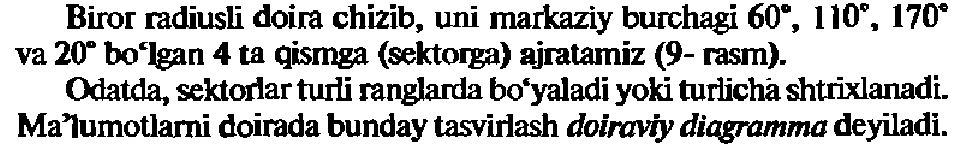 Biror radiusli doira chizib, uni markaziy burchagi 60°, 110°, 170°
va 20° bo‘lgan 4 ta qismga (sektorga) ajratamiz (9- rasm).
Odatda, sektorlar turli ranglarda bo‘yaladi yoki turlicha shtrixlanadi.
Ma’lumotlarni doirada bunday tasvirlash doiraviy diagramma deyiladi.